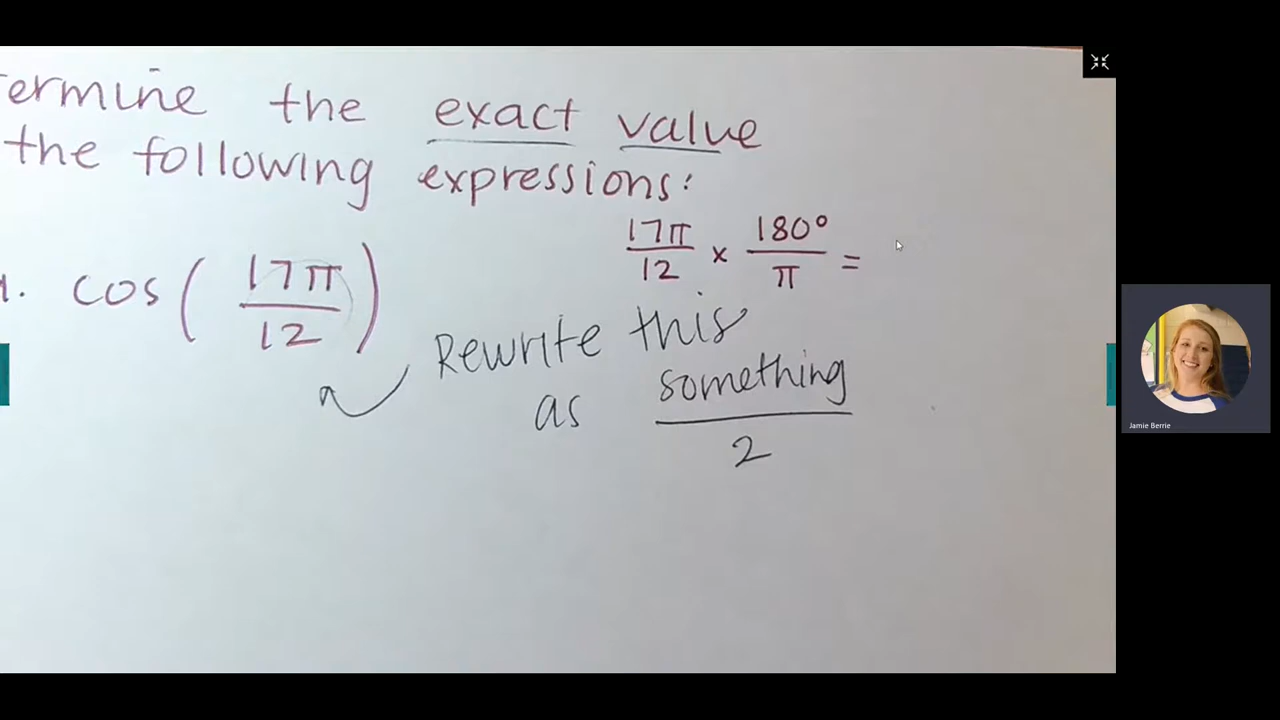 ermine the exact value
the following expressions:
17π/12 × 180°/π =
1. cos(17π/12)
Rewrite this
as something/2
Jamie Berrie